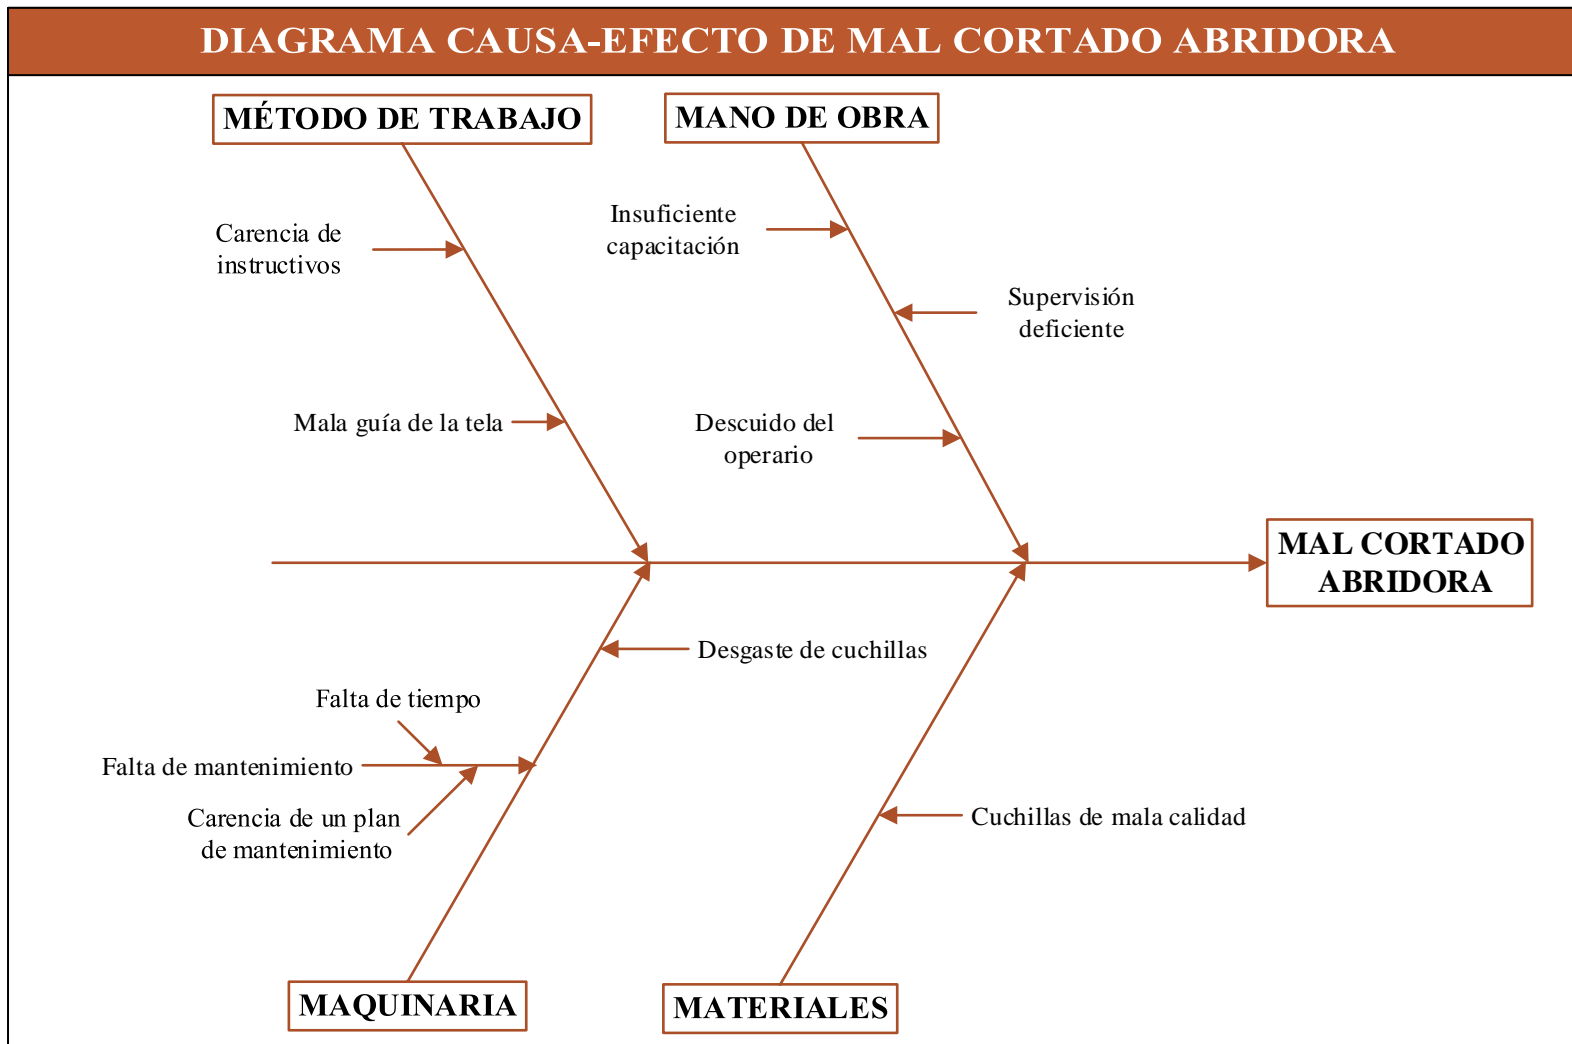 DIAGRAMA CAUSA-EFECTO DE MAL CORTADO ABRIDORA
MÉTODO DE TRABAJO
MANO DE OBRA
Carencia de
instructivos
Mala guía de la tela
Insuficiente
capacitación
Supervisión
deficiente
Descuido del
operario
MAL CORTADO
ABRIDORA
Desgaste de cuchillas
Falta de tiempo
Falta de mantenimiento
Carencia de un plan
de mantenimiento
Cuchillas de mala calidad
MAQUINARIA
MATERIALES